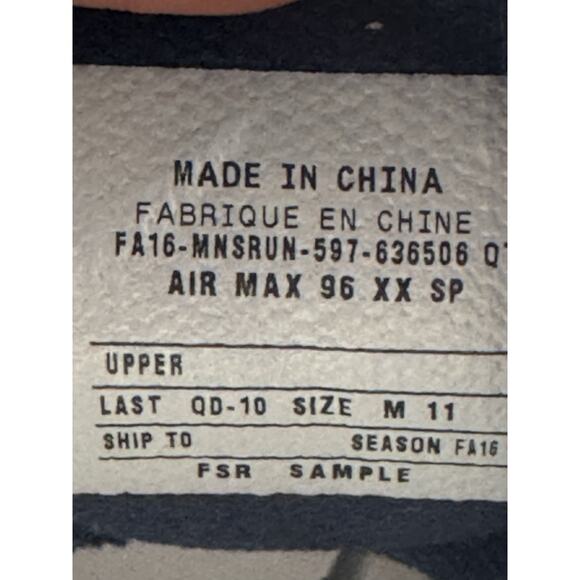 MADE IN CHINA
FABRIQUE EN CHINE
FA16-MNSRUN-597-636506
AIR MAX 96 XX SP
UPPER
LAST QD-10 SIZE M 11
SHIP TO SEASON FA16
FSR SAMPLE